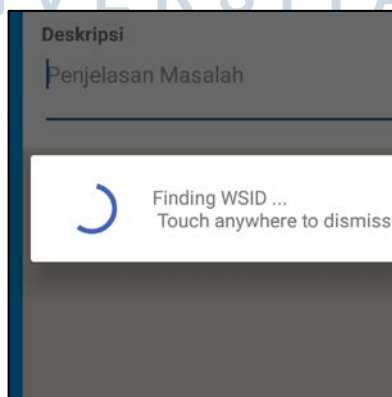 Deskripsi
Penjelasan Masalah
Finding WSID ...
Touch anywhere to dismiss